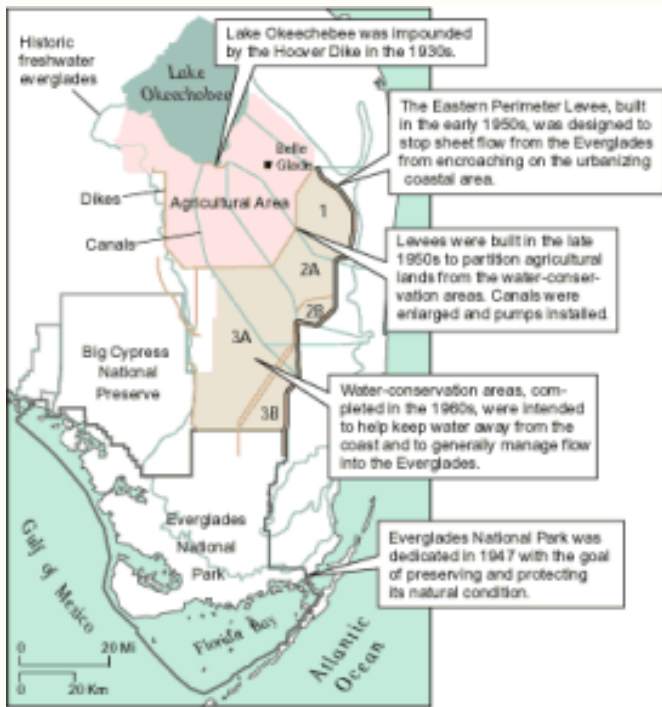 Lake Okeechebee was impounded
by the Hoover Dike in the 1930s.
Historic
freshwater
everglades
Lake
Okeechobee
The Eastern Perimeter Levee, built
in the early 1950s, was designed to
stop sheet flow from the Everglades
from encroaching on the urbanizing
coastal area.
Belle
Glade
Dikes
Agricultural Area
1
Canals
Levees were built in the late
1950s to partition agricultural
lands from the water-conser-
vation areas. Canals were
enlarged and pumps installed.
2A
2B
3A
Big Cypress
National
Preserve
Water-conservation areas, com-
pleted in the 1960s, were intended
to help keep water away from the
coast and to generally manage flow
into the Everglades.
3B
Everglades
National
Park
Everglades National Park was
dedicated in 1947 with the goal
of preserving and protecting
its natural condition.
Gulf of Mexico
Florida Bay
Atlantic
Ocean
0 20 Mi
0 20 Km